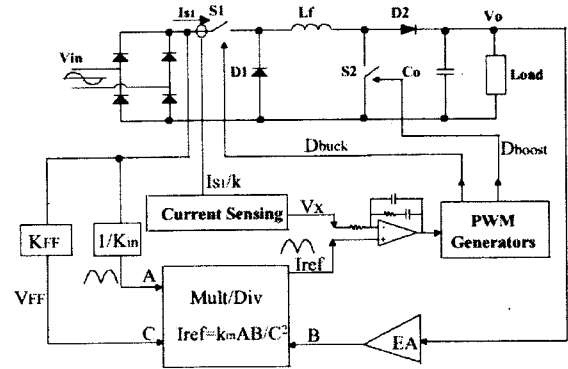 Is1 S1 Lf D2 Vo
Vin
D1 S2 Co Load
Dbuck Dboost
Is1/k
Current Sensing Vx
- +
PWM
Generators
KFF 1/Kin
Iref
A
Mult/Div
VFF
Iref=kmAB/C²
C B EA